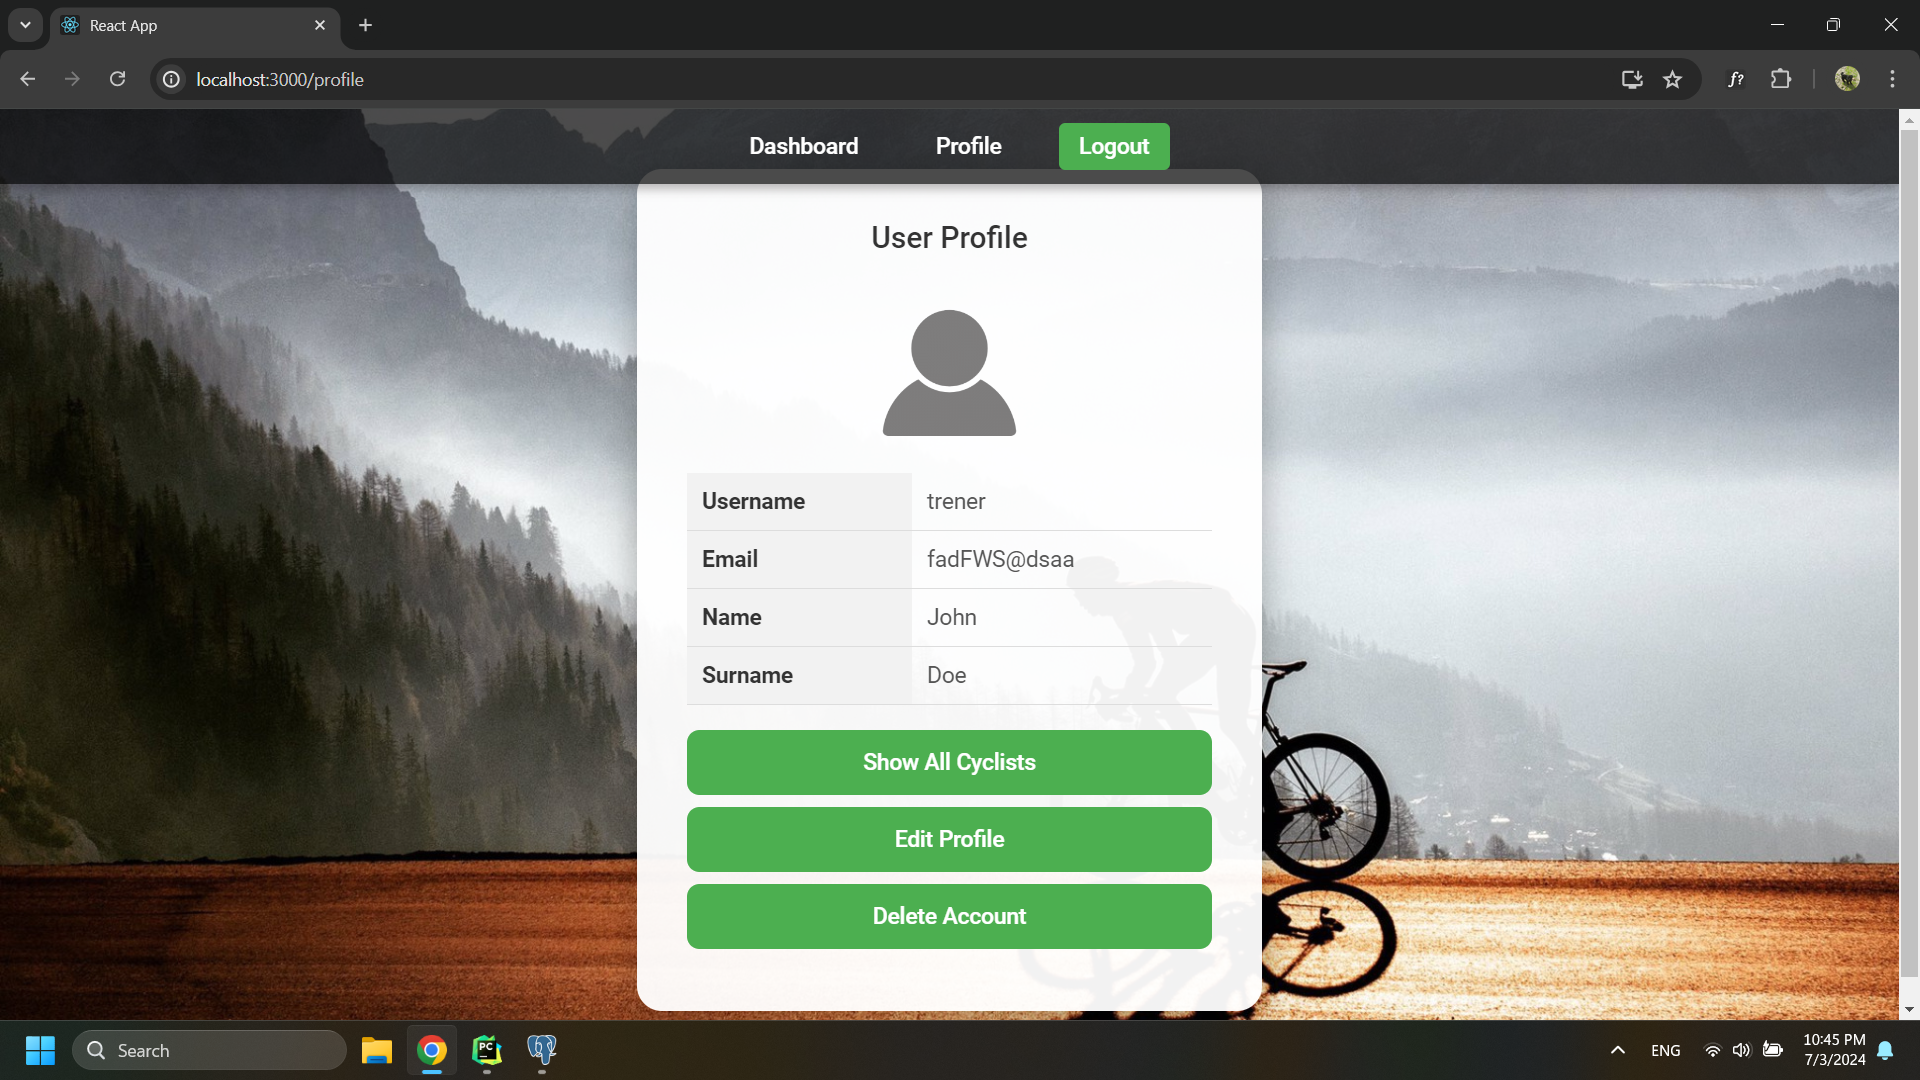 React App
localhost:3000/profile
f?
Dashboard Profile Logout
User Profile
Username trener
Email fadFWS@dsaa
Name John
Surname Doe
Show All Cyclists
Edit Profile
Delete Account
Search
PC
ENG
10:45 PM
7/3/2024